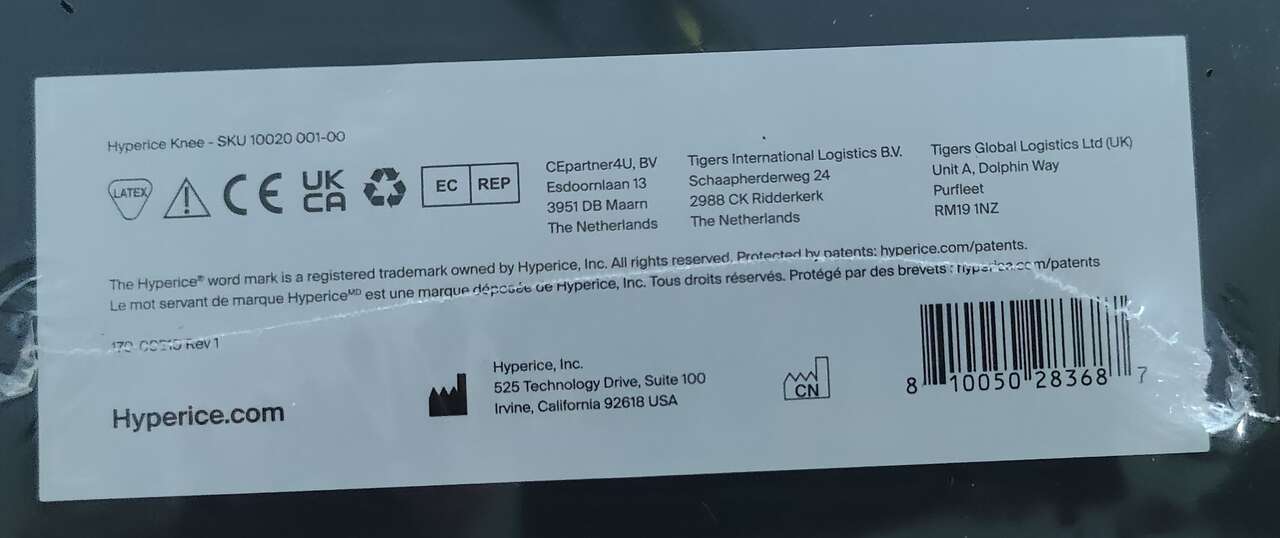 Hyperice Knee - SKU 10020 001-00
LATEX
CE
UK
CA
EC REP
CEpartner4U, BV
Esdoornlaan 13
3951 DB Maarn
The Netherlands
Tigers International Logistics B.V.
Schaapherderweg 24
2988 CK Ridderkerk
The Netherlands
Tigers Global Logistics Ltd (UK)
Unit A, Dolphin Way
Purfleet
RM19 1NZ
The Hyperice® word mark is a registered trademark owned by Hyperice, Inc. All rights reserved. Protected by patents: hyperice.com/patents.
Le mot servant de marque Hypericeᴹᴰ est une marque déposée de Hyperice, Inc. Tous droits réservés. Protégé par des brevets : hyperice.com/patents
Rev 1
Hyperice.com
Hyperice, Inc.
525 Technology Drive, Suite 100
Irvine, California 92618 USA
CN
8 10050 28368 7